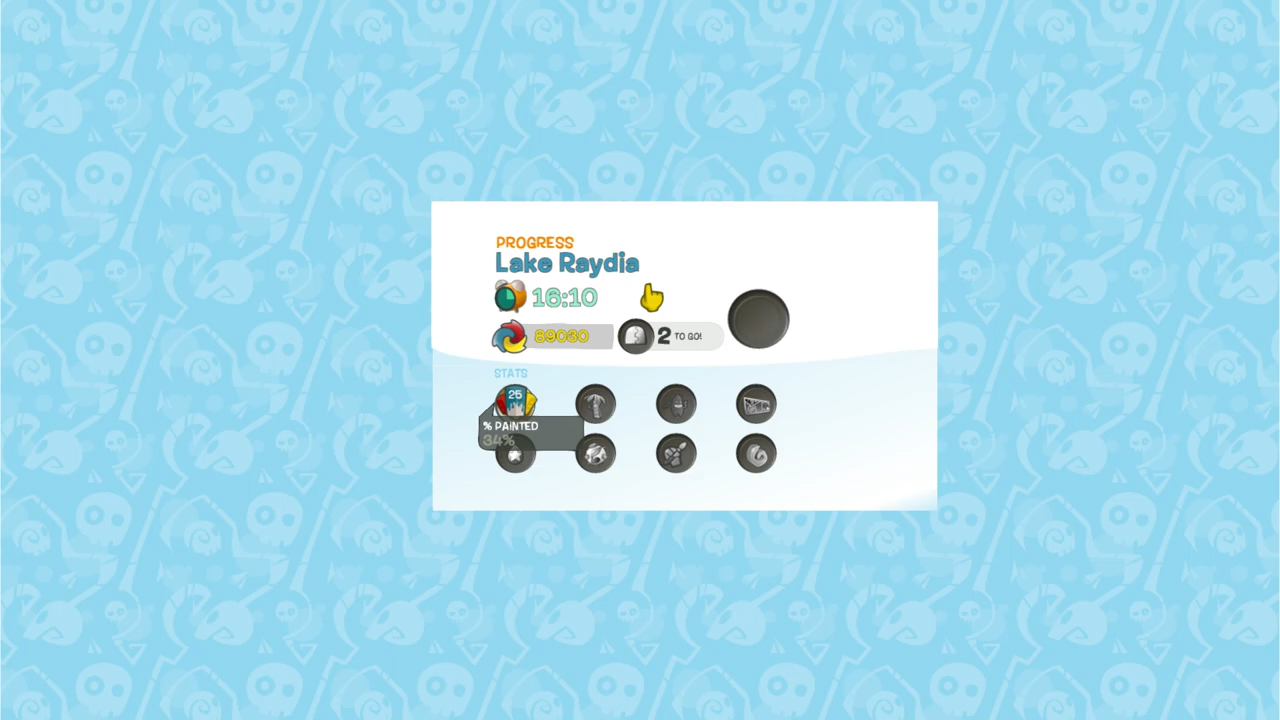 PROGRESS
Lake Raydia
16:10
89060
2 TO GO!
STATS
25
% PAINTED
34%